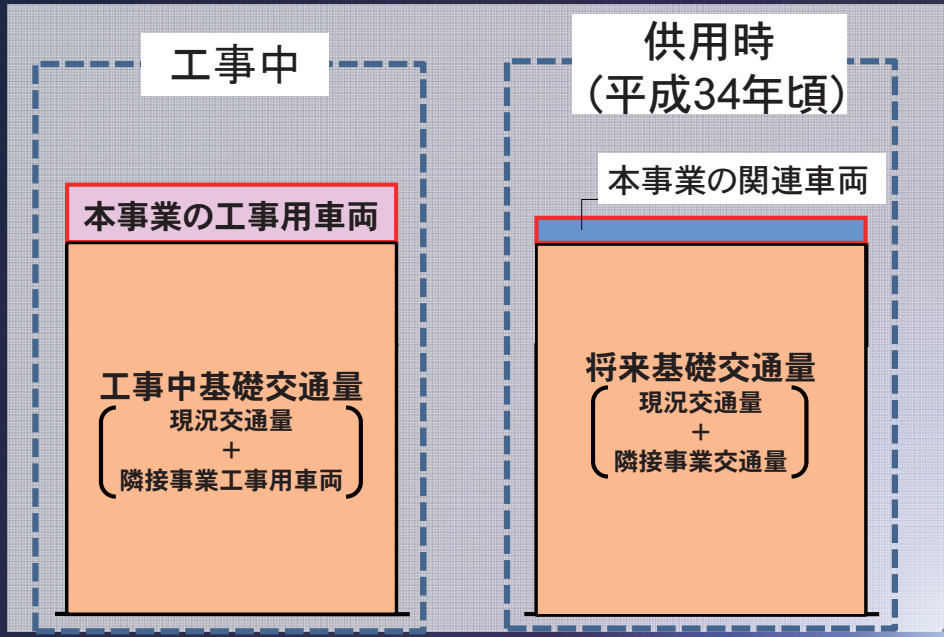 工事中
本事業の工事用車両
工事中基礎交通量
現況交通量
+
隣接事業工事用車両
供用時
(平成34年頃)
本事業の関連車両
将来基礎交通量
現況交通量
+
隣接事業交通量